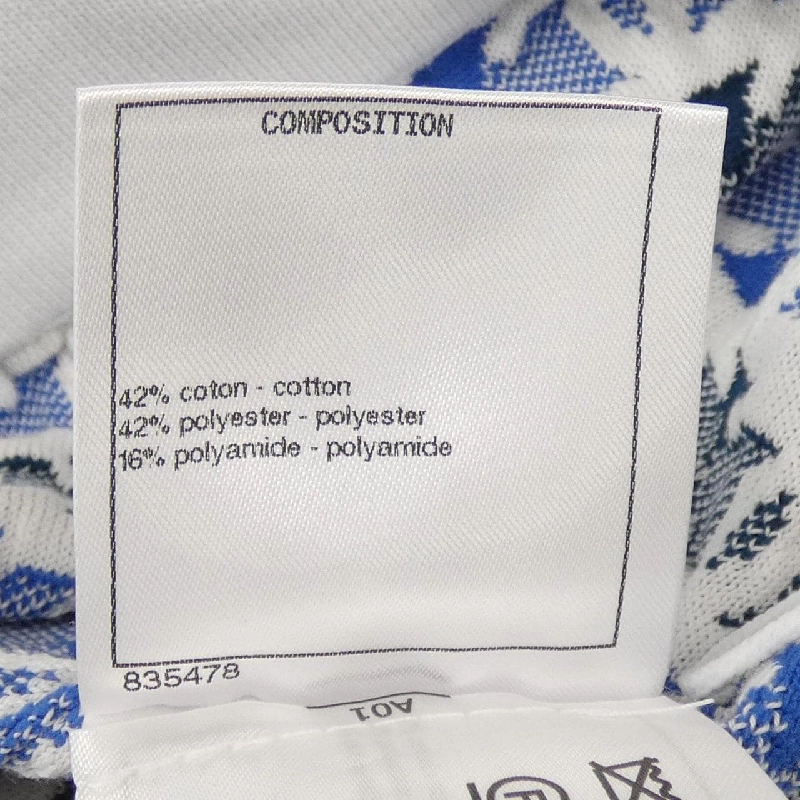 COMPOSITION
42% coton - cotton
42% polyester - polyester
16% polyamide - polyamide
835478
A01
P